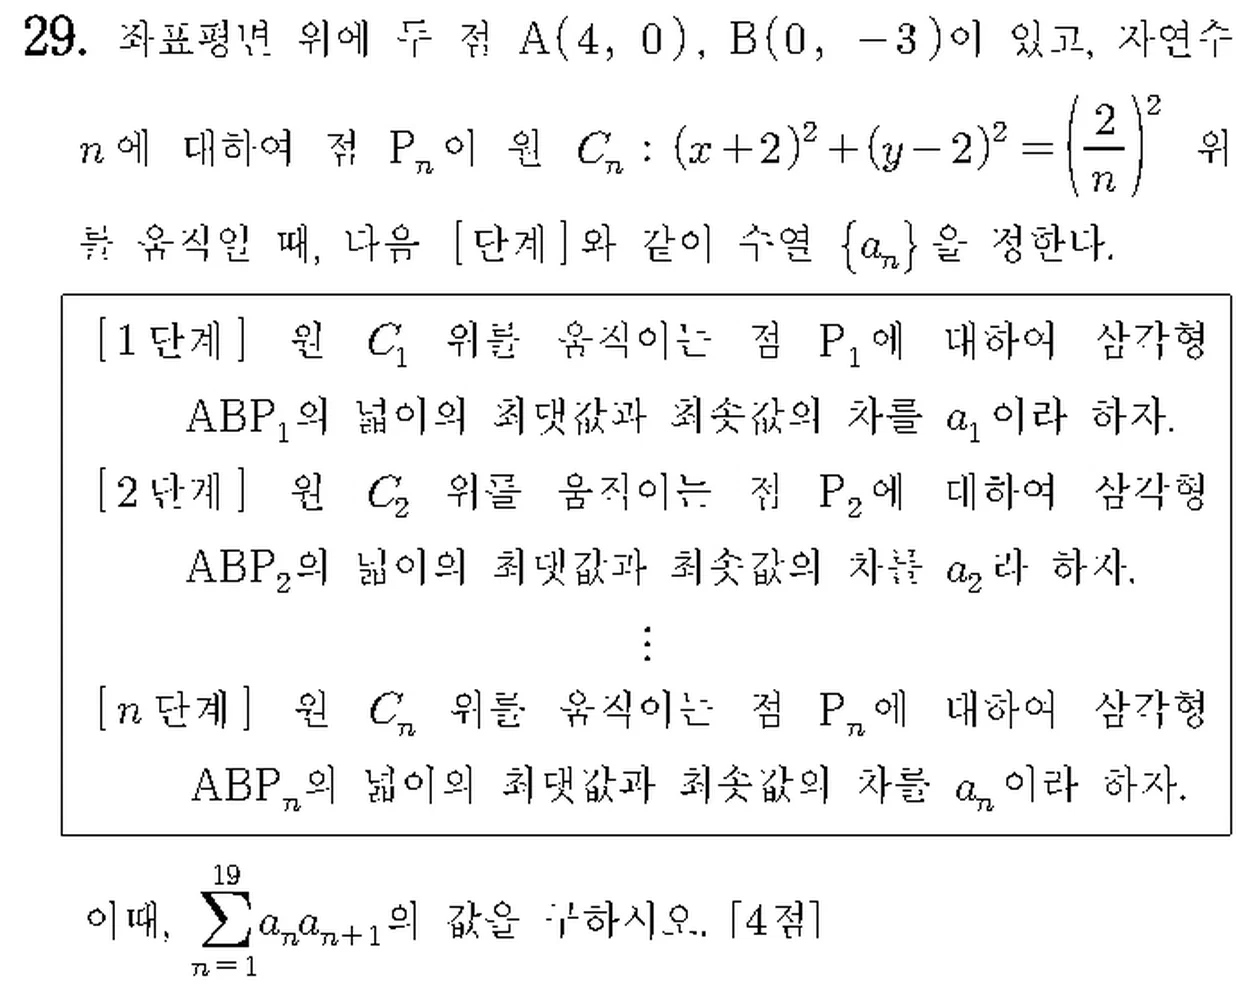 29. 좌표평면 위에 두 점 A(4, 0), B(0, −3)이 있고, 자연수
n에 대하여 점 Pₙ이 원 Cₙ : (x+2)²+(y−2)²=(2/n)² 위
를 움직일 때, 다음 [단계]와 같이 수열 {aₙ}을 정한다.
[1단계] 원 C₁ 위를 움직이는 점 P₁에 대하여 삼각형
ABP₁의 넓이의 최댓값과 최솟값의 차를 a₁이라 하자.
[2단계] 원 C₂ 위를 움직이는 점 P₂에 대하여 삼각형
ABP₂의 넓이의 최댓값과 최솟값의 차를 a₂라 하자.
⋮
[n단계] 원 Cₙ 위를 움직이는 점 Pₙ에 대하여 삼각형
ABPₙ의 넓이의 최댓값과 최솟값의 차를 aₙ이라 하자.
이때, ∑_{n=1}^{19} aₙaₙ₊₁의 값을 구하시오. [4점]